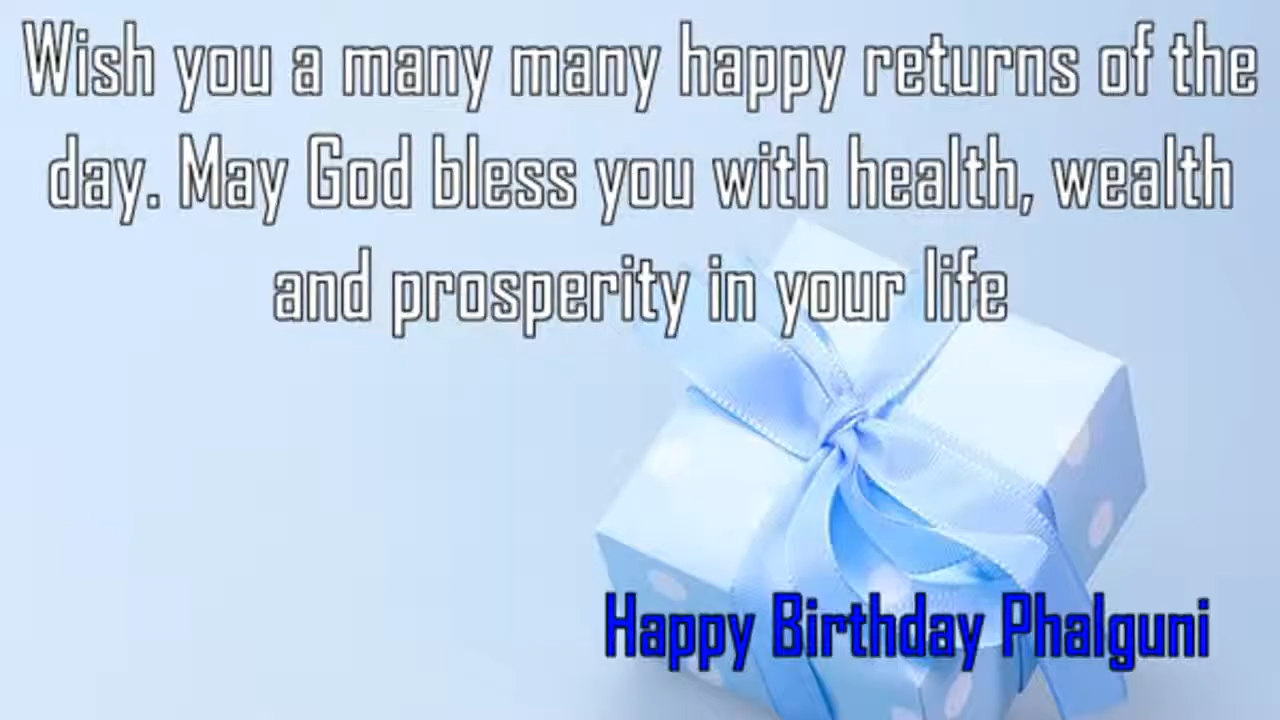 Wish you a many many happy returns of the
day. May God bless you with health, wealth
and prosperity in your life
Happy Birthday Phalguni